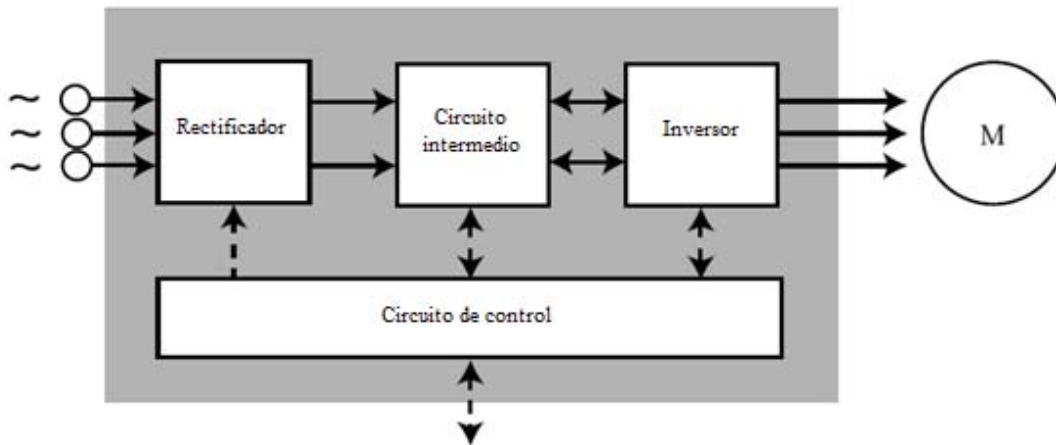 ~
~
~
Rectificador
Circuito
intermedio
Inversor
M
Circuito de control